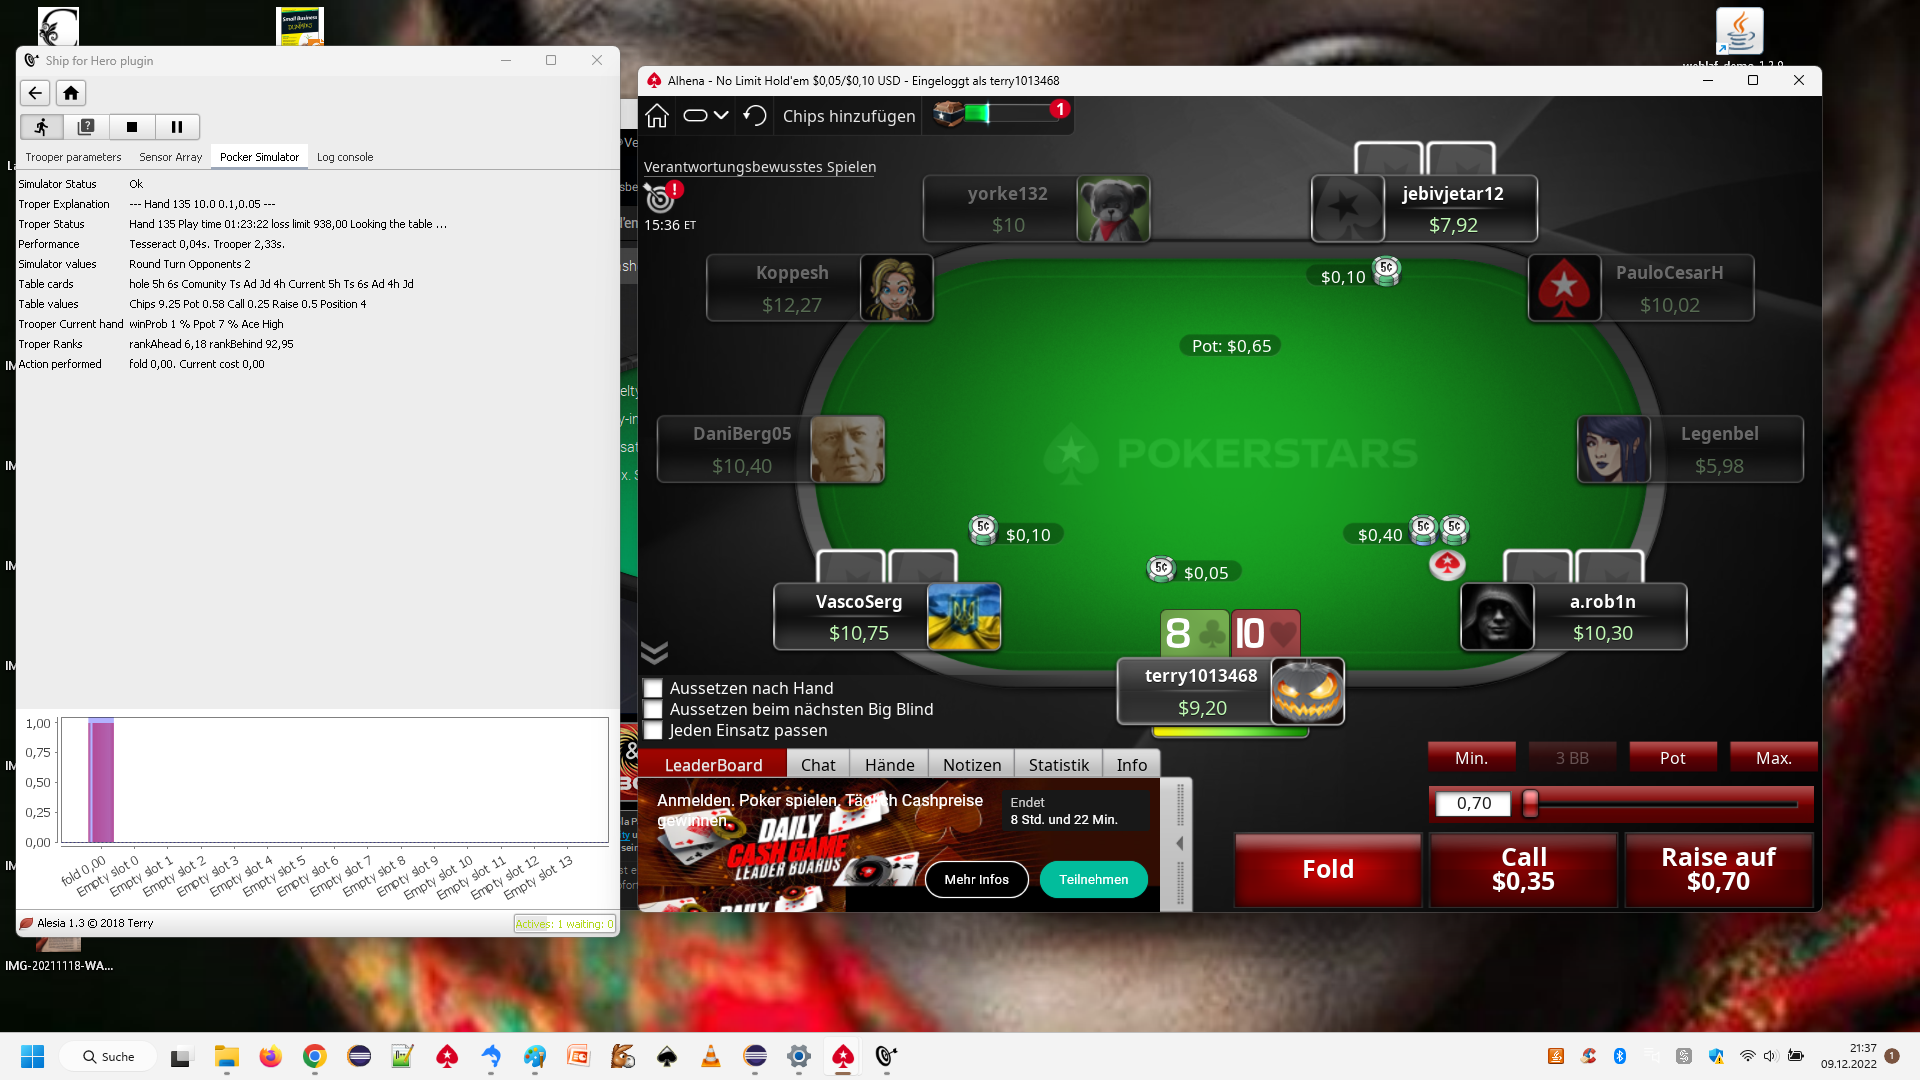 Small Business
DUMMIES
Ship for Hero plugin
Trooper parameters
Sensor Array
Pocker Simulator
Log console
Simulator Status Ok
Troper Explanation --- Hand 135 10.0 0.1,0.05 ---
Troper Status Hand 135 Play time 01:23:22 loss limit 938,00 Looking the table ...
Performance Tesseract 0,04s. Trooper 2,33s.
Simulator values Round Turn Opponents 2
Table cards hole 5h 6s Comunity Ts Ad Jd 4h Current 5h Ts 6s Ad 4h Jd
Table values Chips 9.25 Pot 0.58 Call 0.25 Raise 0.5 Position 4
Trooper Current hand winProb 1 % Ppot 7 % Ace High
Troper Ranks rankAhead 6,18 rankBehind 92,95
Action performed fold 0,00. Current cost 0,00
1,00
0,75
0,50
0,25
0,00
fold 0,00
Empty slot 0
Empty slot 1
Empty slot 2
Empty slot 3
Empty slot 4
Empty slot 5
Empty slot 6
Empty slot 7
Empty slot 8
Empty slot 9
Empty slot 10
Empty slot 11
Empty slot 12
Empty slot 13
Alesia 1.3 © 2018 Terry
Actives: 1 waiting: 0
IMG-20211118-WA...
Alhena - No Limit Hold'em $0,05/$0,10 USD - Eingeloggt als terry1013468
Chips hinzufügen
1
Verantwortungsbewusstes Spielen
!
15:36 ET
yorke132
$10
jebivjetar12
$7,92
Koppesh
$12,27
$0,10
5¢
PauloCesarH
$10,02
Pot: $0,65
DaniBerg05
$10,40
POKERSTARS
Legenbel
$5,98
5¢
$0,10
5¢
$0,05
$0,40
5¢
5¢
VascoSerg
$10,75
8
10
a.rob1n
$10,30
terry1013468
$9,20
Aussetzen nach Hand
Aussetzen beim nächsten Big Blind
Jeden Einsatz passen
LeaderBoard
Chat
Hände
Notizen
Statistik
Info
Anmelden. Poker spielen. Täglich Cashpreise
gewinnen.
DAILY
CASH GAME
LEADER BOARDS
DAILY
Endet
8 Std. und 22 Min.
Mehr Infos
Teilnehmen
Min.
3 BB
Pot
Max.
0,70
Fold
Call
$0,35
Raise auf
$0,70
Suche
21:37
09.12.2022
1